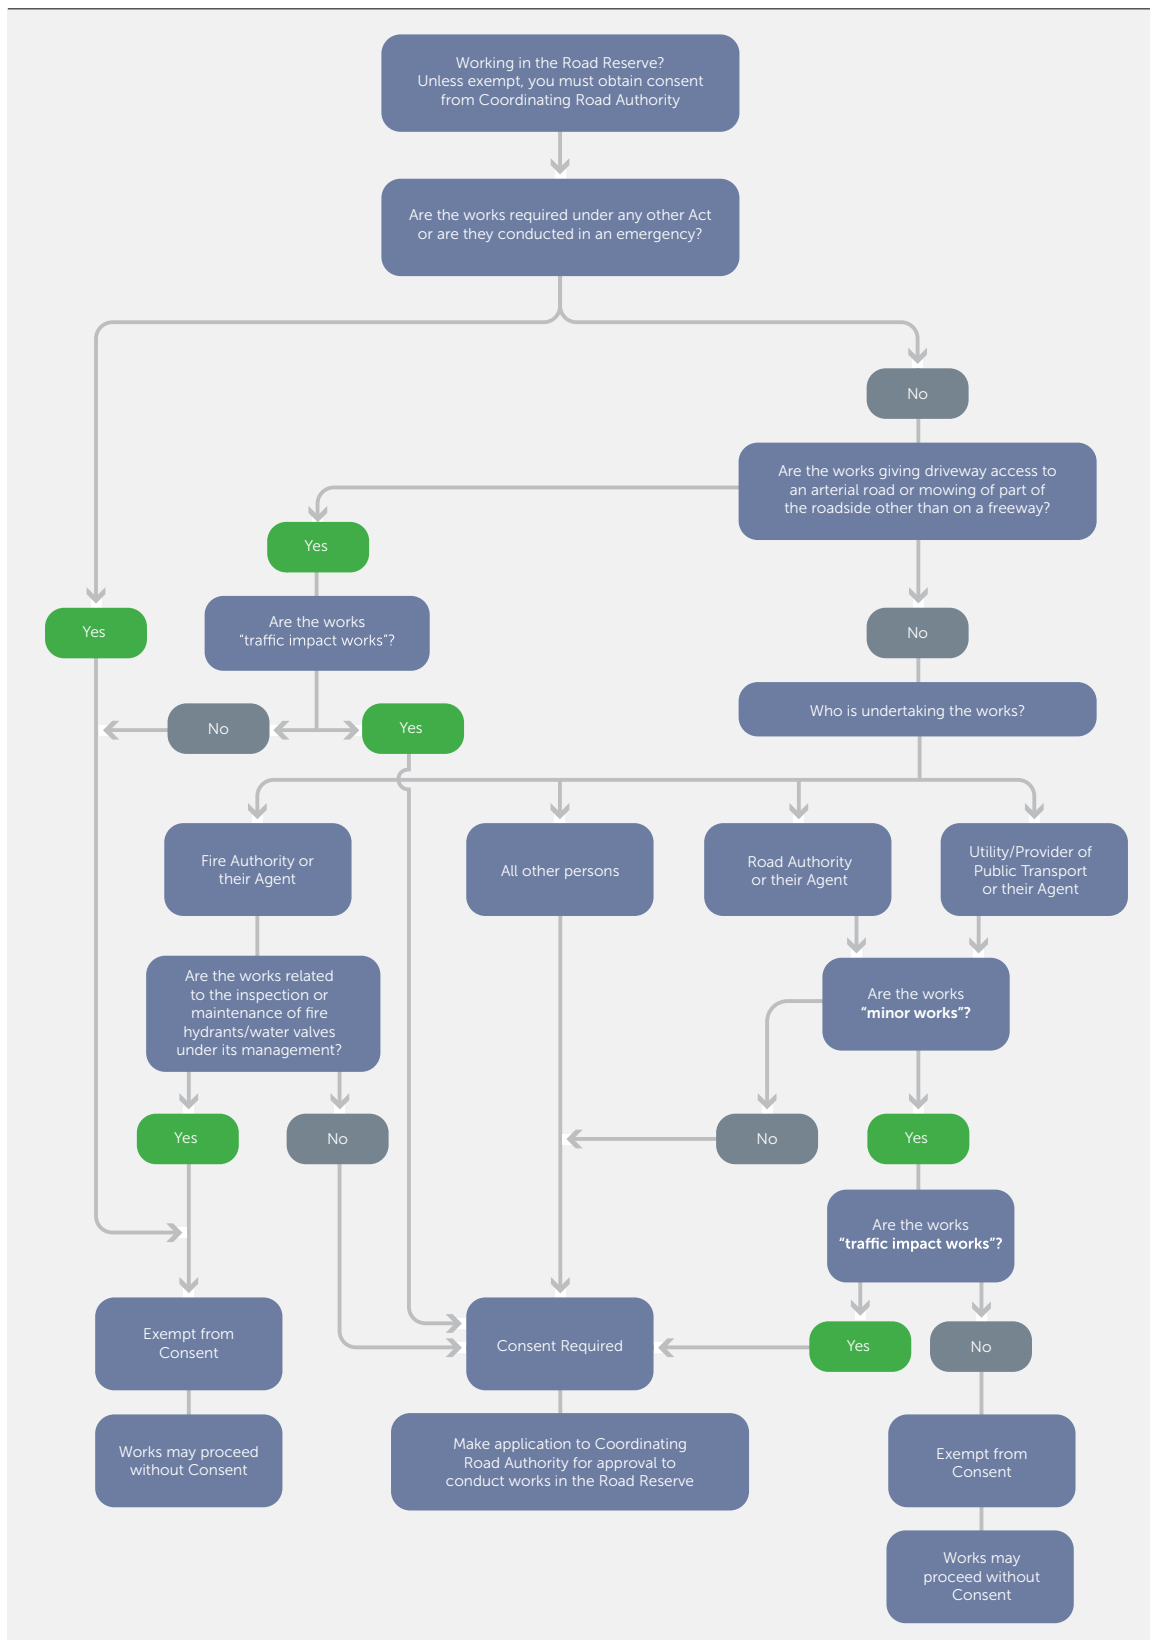 Working in the Road Reserve?
Unless exempt, you must obtain consent
from Coordinating Road Authority
Are the works required under any other Act
or are they conducted in an emergency?
No
Are the works giving driveway access to
an arterial road or mowing of part of
the roadside other than on a freeway?
Yes
Are the works
"traffic impact works"?
Yes
No
No
Yes
Who is undertaking the works?
Fire Authority or
their Agent
All other persons
Road Authority
or their Agent
Utility/Provider of
Public Transport
or their Agent
Are the works related
to the inspection or
maintenance of fire
hydrants/water valves
under its management?
Are the works
"minor works"?
Yes
No
No
Yes
Are the works
"traffic impact works"?
Exempt from
Consent
Consent Required
Yes
No
Works may proceed
without Consent
Make application to Coordinating
Road Authority for approval to
conduct works in the Road Reserve
Exempt from
Consent
Works may
proceed without
Consent